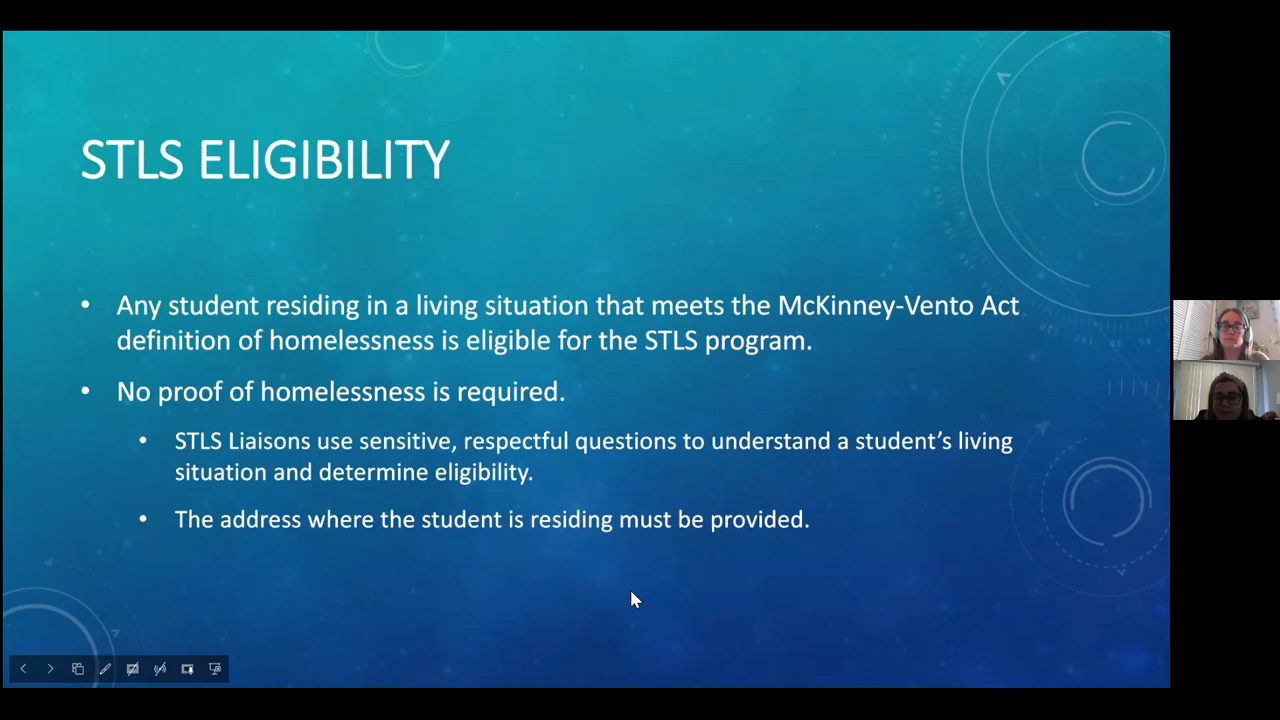 STLS ELIGIBILITY
• Any student residing in a living situation that meets the McKinney-Vento Act
definition of homelessness is eligible for the STLS program.
• No proof of homelessness is required.
• STLS Liaisons use sensitive, respectful questions to understand a student’s living
situation and determine eligibility.
• The address where the student is residing must be provided.